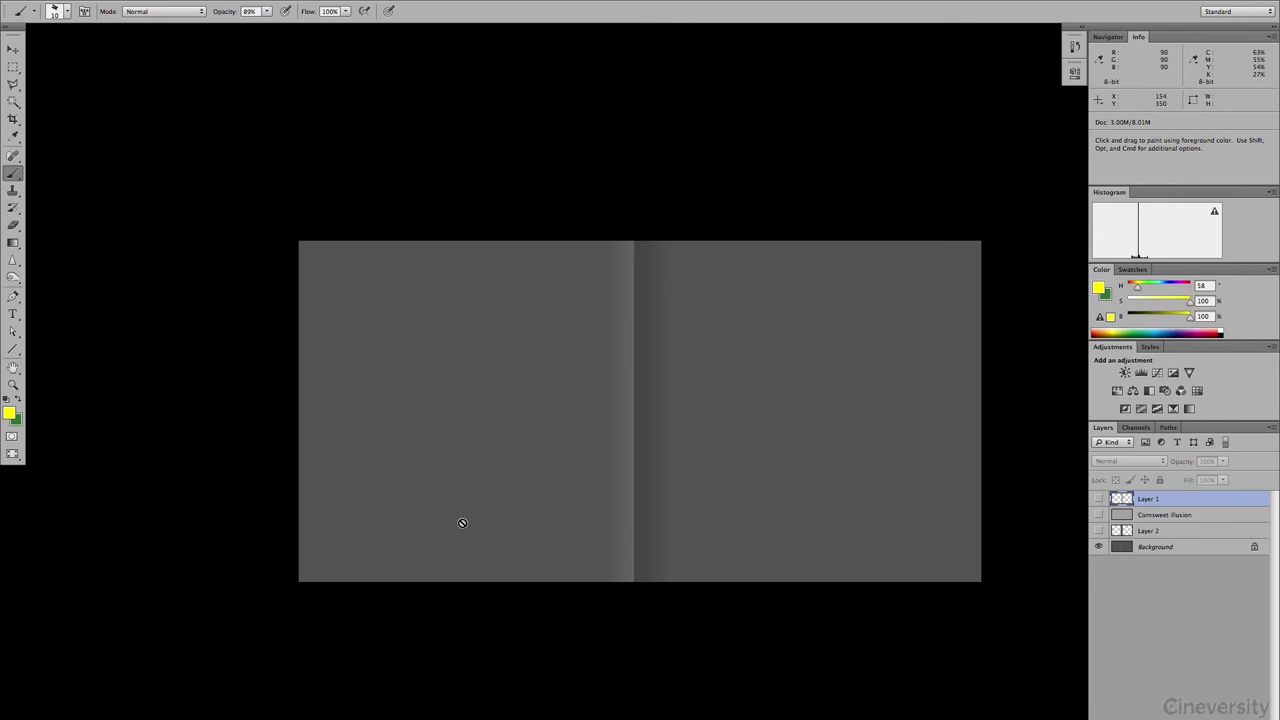 10
Mode: Normal
Opacity: 89%
Flow: 100%
Standard
Navigator Info
R: 90 C: 63%
G: 90 M: 55%
B: 90 Y: 54%
K: 27%
8-bit 8-bit
X: 154 W:
Y: 350 H:
Doc: 3.00M/8.01M
Click and drag to paint using foreground color. Use Shift,
Opt, and Cmd for additional options.
Histogram
Color Swatches
H 58 °
S 100 %
B 100 %
Adjustments Styles
Add an adjustment
Layers Channels Paths
Kind
Normal Opacity: 100%
Lock: Fill: 100%
Layer 1
Cornsweet illusion
Layer 2
Background
Cineversity